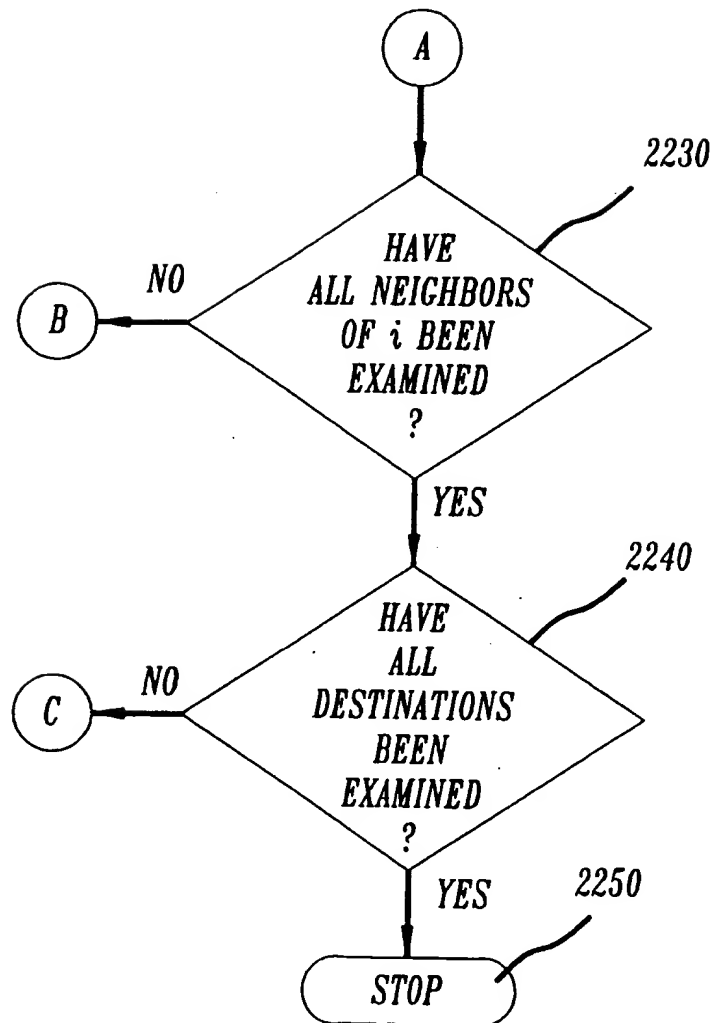 A
2230
HAVE
ALL NEIGHBORS
OF i BEEN
EXAMINED
?
NO
B
YES
2240
HAVE
ALL
DESTINATIONS
BEEN
EXAMINED
?
NO
C
YES
2250
STOP